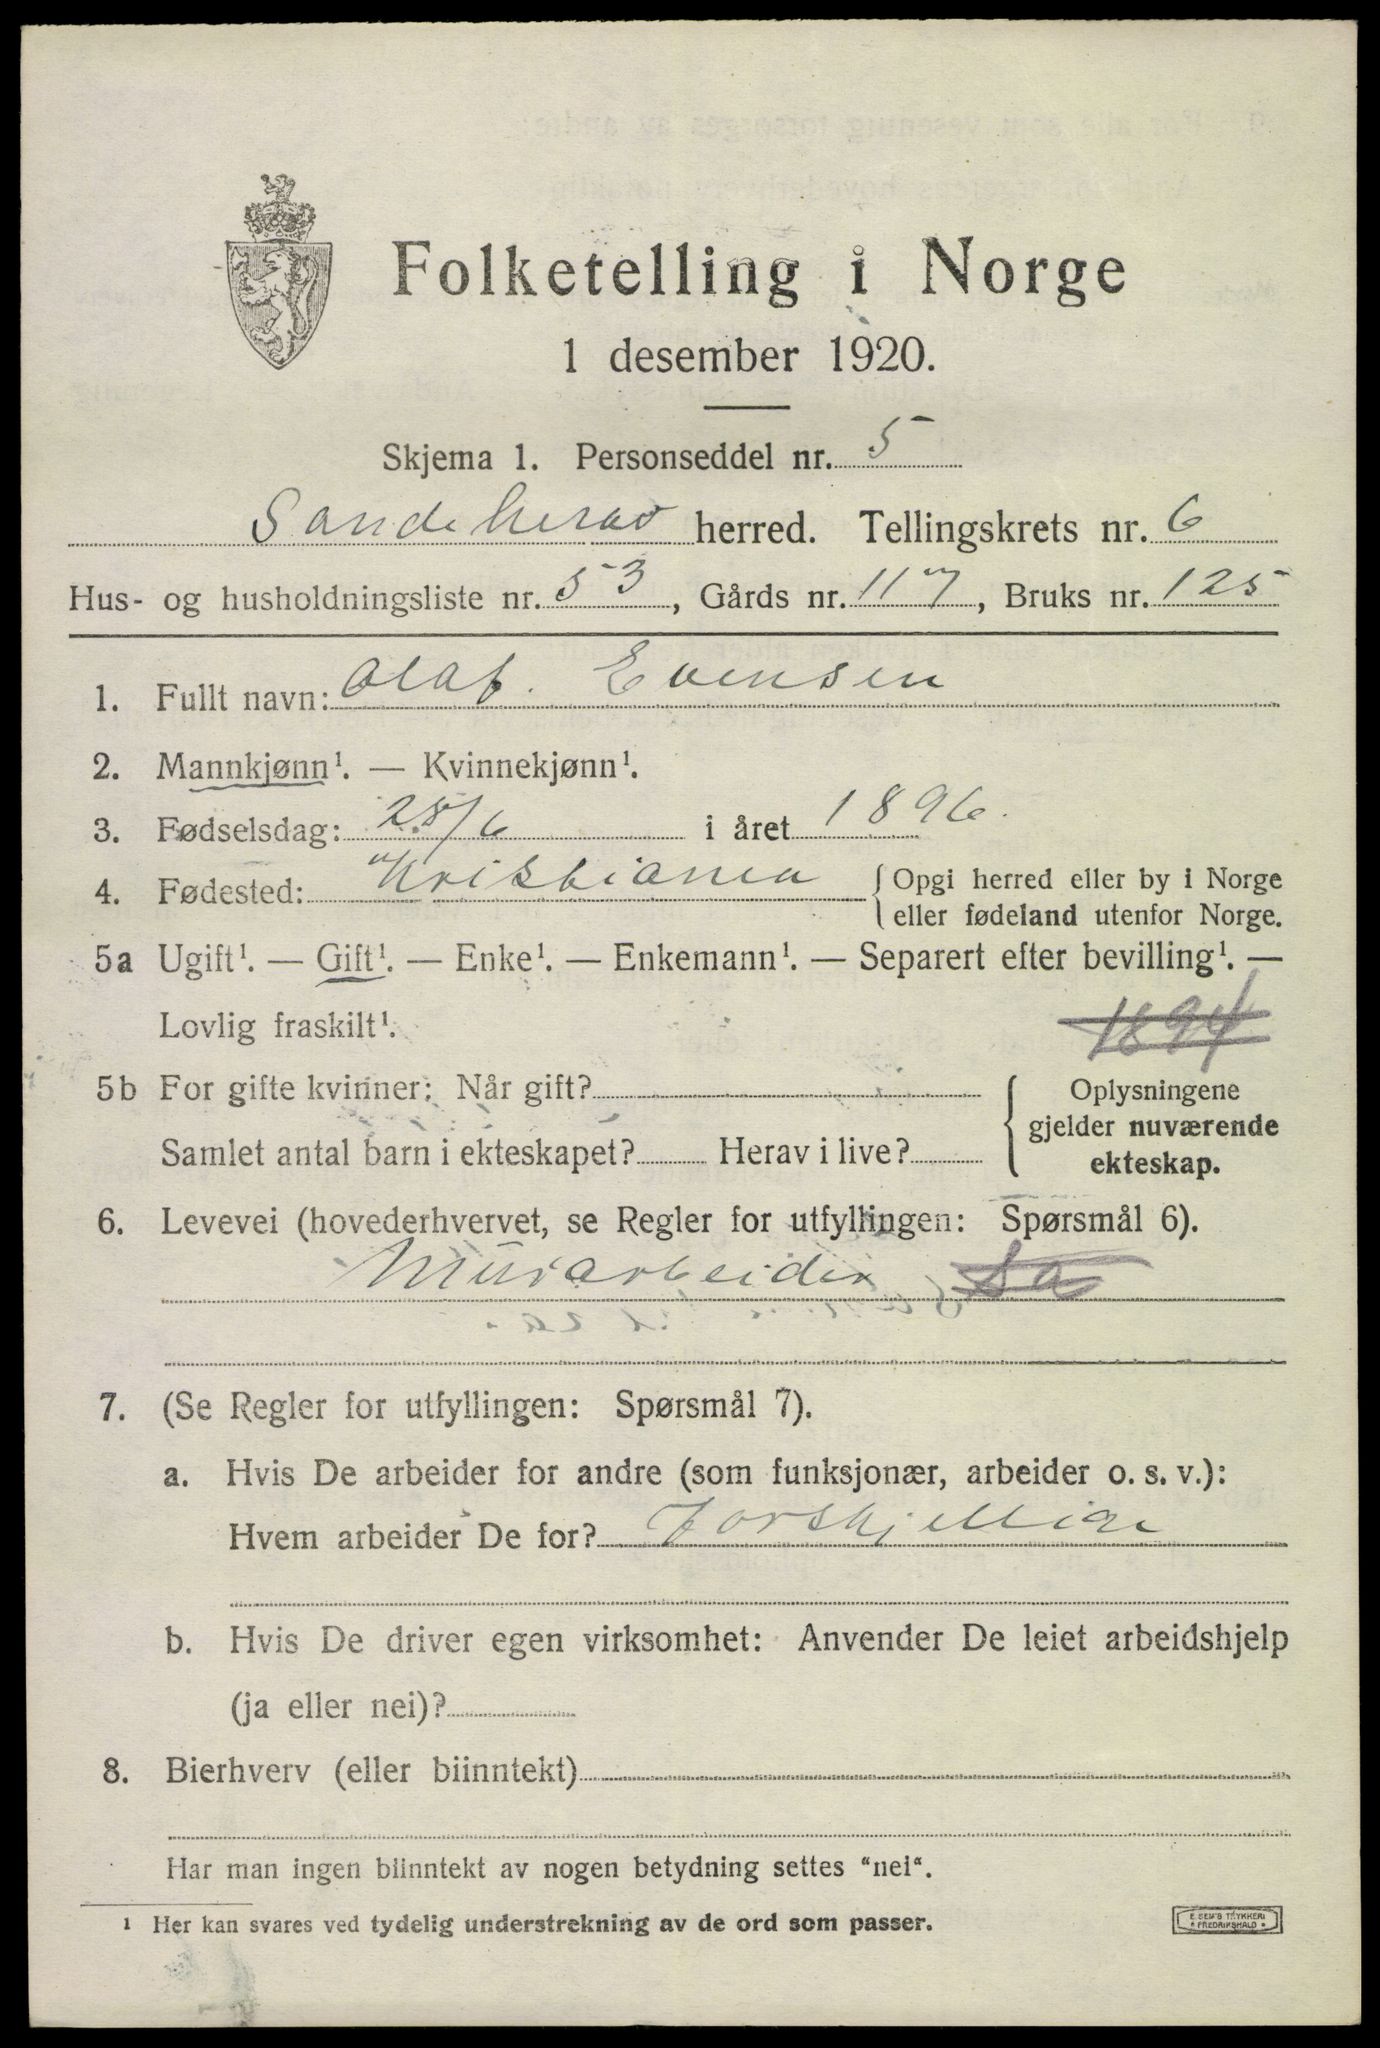 Folketelling i Norge
1 desember 1920.
Skjema 1. Personseddel nr. 5
Sandeherad herred. Tellingskrets nr. 6
Hus- og husholdningsliste nr. 53, Gårds nr. 117, Bruks nr. 125
1. Fullt navn: Olaf. Evensen
2. Mannkjønn¹. — Kvinnekjønn¹.
3. Fødselsdag: 28/6 i året 1896.
4. Fødested: Kristiania { Opgi herred eller by i Norge
eller fødeland utenfor Norge.
5a Ugift¹. — Gift¹. — Enke¹. — Enkemann¹. — Separert efter bevilling¹. —
Lovlig fraskilt¹. 1894
5b For gifte kvinner: Når gift? { Oplysningene
gjelder nuværende
Samlet antal barn i ekteskapet? Herav i live? ekteskap.
6. Levevei (hovederhvervet, se Regler for utfyllingen: Spørsmål 6).
Murarbeider Sa
7. (Se Regler for utfyllingen: Spørsmål 7).
a. Hvis De arbeider for andre (som funksjonær, arbeider o. s. v.):
Hvem arbeider De for? Forskjellige
b. Hvis De driver egen virksomhet: Anvender De leiet arbeidshjelp
(ja eller nei)?
8. Bierhverv (eller biinntekt)
Har man ingen biinntekt av nogen betydning settes "nei".
1 Her kan svares ved tydelig understrekning av de ord som passer.
E. SEM'S TRYKKERI
* FREDRIKSHALD *